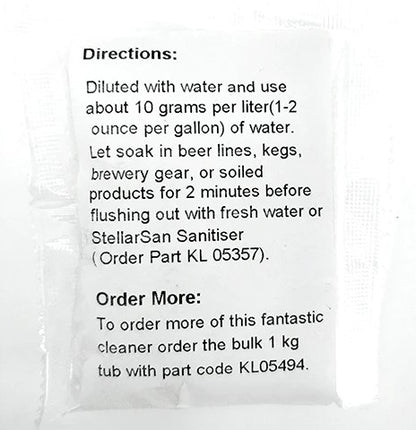 Directions:
Diluted with water and use
about 10 grams per liter(1-2
ounce per gallon) of water.
Let soak in beer lines, kegs,
brewery gear, or soiled
products for 2 minutes before
flushing out with fresh water or
StellarSan Sanitiser
(Order Part KL 05357).
Order More:
To order more of this fantastic
cleaner order the bulk 1 kg
tub with part code KL05494.